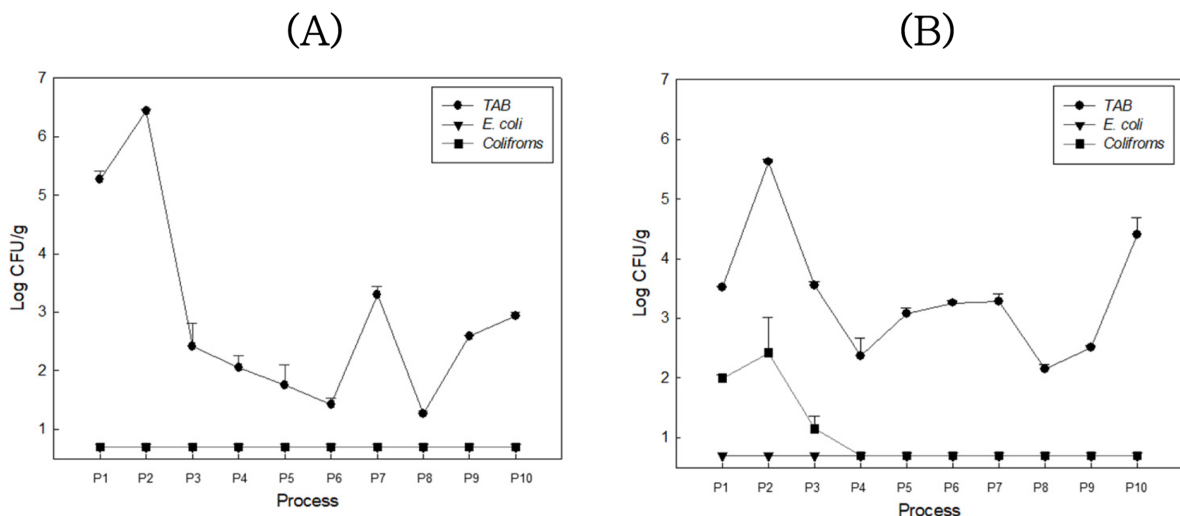 (A)
7
6
5
4
3
2
1
Log CFU/g
TAB
E. coli
Colifroms
P1 P2 P3 P4 P5 P6 P7 P8 P9 P10
Process
(B)
7
6
5
4
3
2
1
Log CFU/g
TAB
E. coli
Colifroms
P1 P2 P3 P4 P5 P6 P7 P8 P9 P10
Process